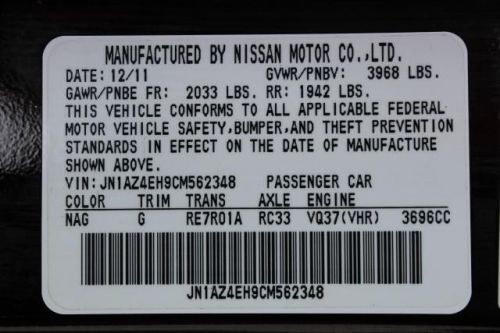 MANUFACTURED BY NISSAN MOTOR CO.,LTD.
DATE: 12/11 GVWR/PNBV: 3968 LBS.
GAWR/PNBE FR: 2033 LBS. RR: 1942 LBS.
THIS VEHICLE CONFORMS TO ALL APPLICABLE FEDERAL
MOTOR VEHICLE SAFETY,BUMPER,AND THEFT PREVENTION
STANDARDS IN EFFECT ON THE DATE OF MANUFACTURE
SHOWN ABOVE.
VIN: JN1AZ4EH9CM562348 PASSENGER CAR
COLOR TRIM TRANS AXLE ENGINE
NAG G RE7R01A RC33 VQ37(VHR) 3696CC
JN1AZ4EH9CM562348